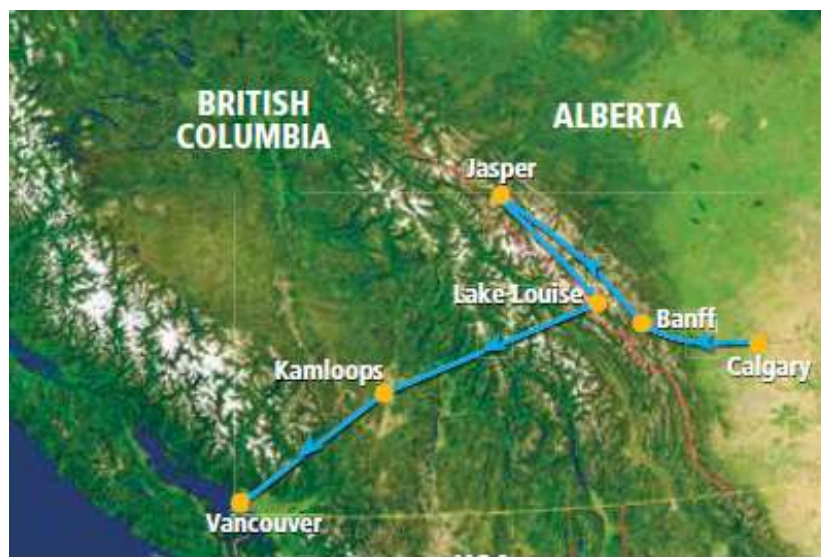 BRITISH
COLUMBIA
ALBERTA
Jasper
Lake Louise
Banff
Calgary
Kamloops
Vancouver